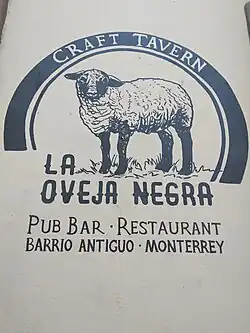 CRAFT TAVERN
LA
OVEJA NEGRA
PUB BAR · RESTAURANT
BARRIO ANTIGUO · MONTERREY